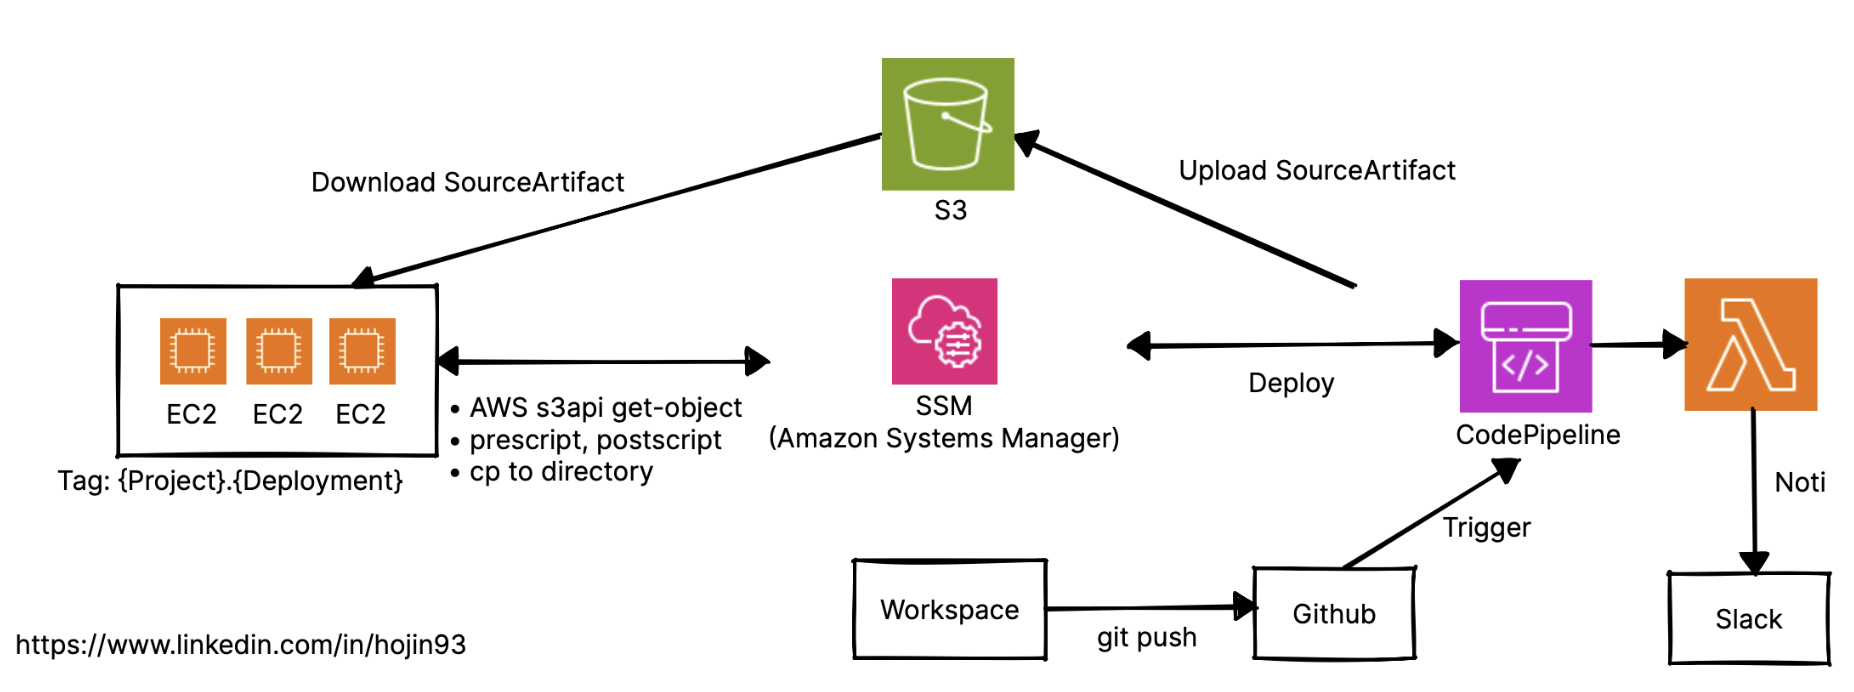 S3
Download SourceArtifact
Upload SourceArtifact
EC2
EC2
EC2
Tag: {Project}.{Deployment}
• AWS s3api get-object
• prescript, postscript
• cp to directory
SSM
(Amazon Systems Manager)
Deploy
CodePipeline
Noti
Trigger
Workspace
git push
Github
Slack
https://www.linkedin.com/in/hojin93